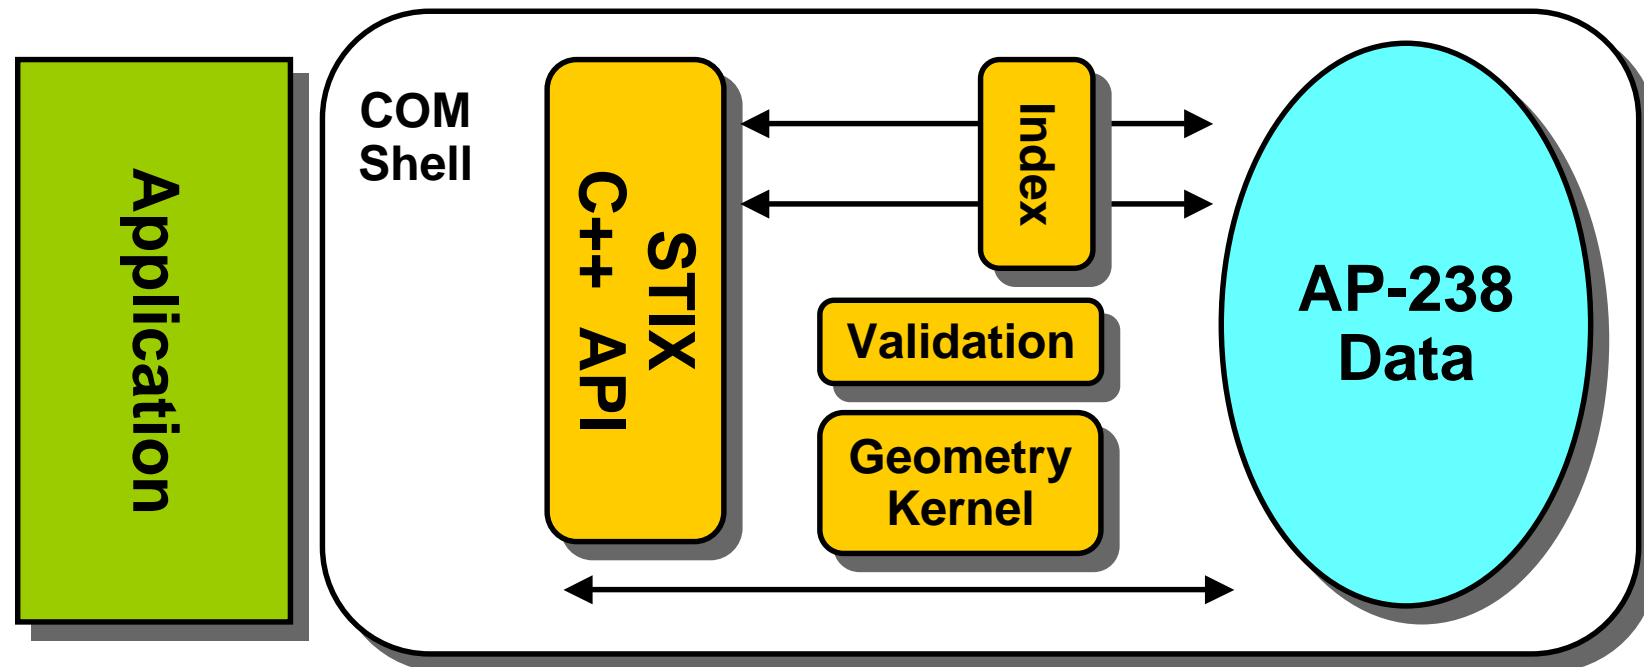 Application
COM
Shell
STIX
C++ API
Index
Validation
Geometry
Kernel
AP-238
Data